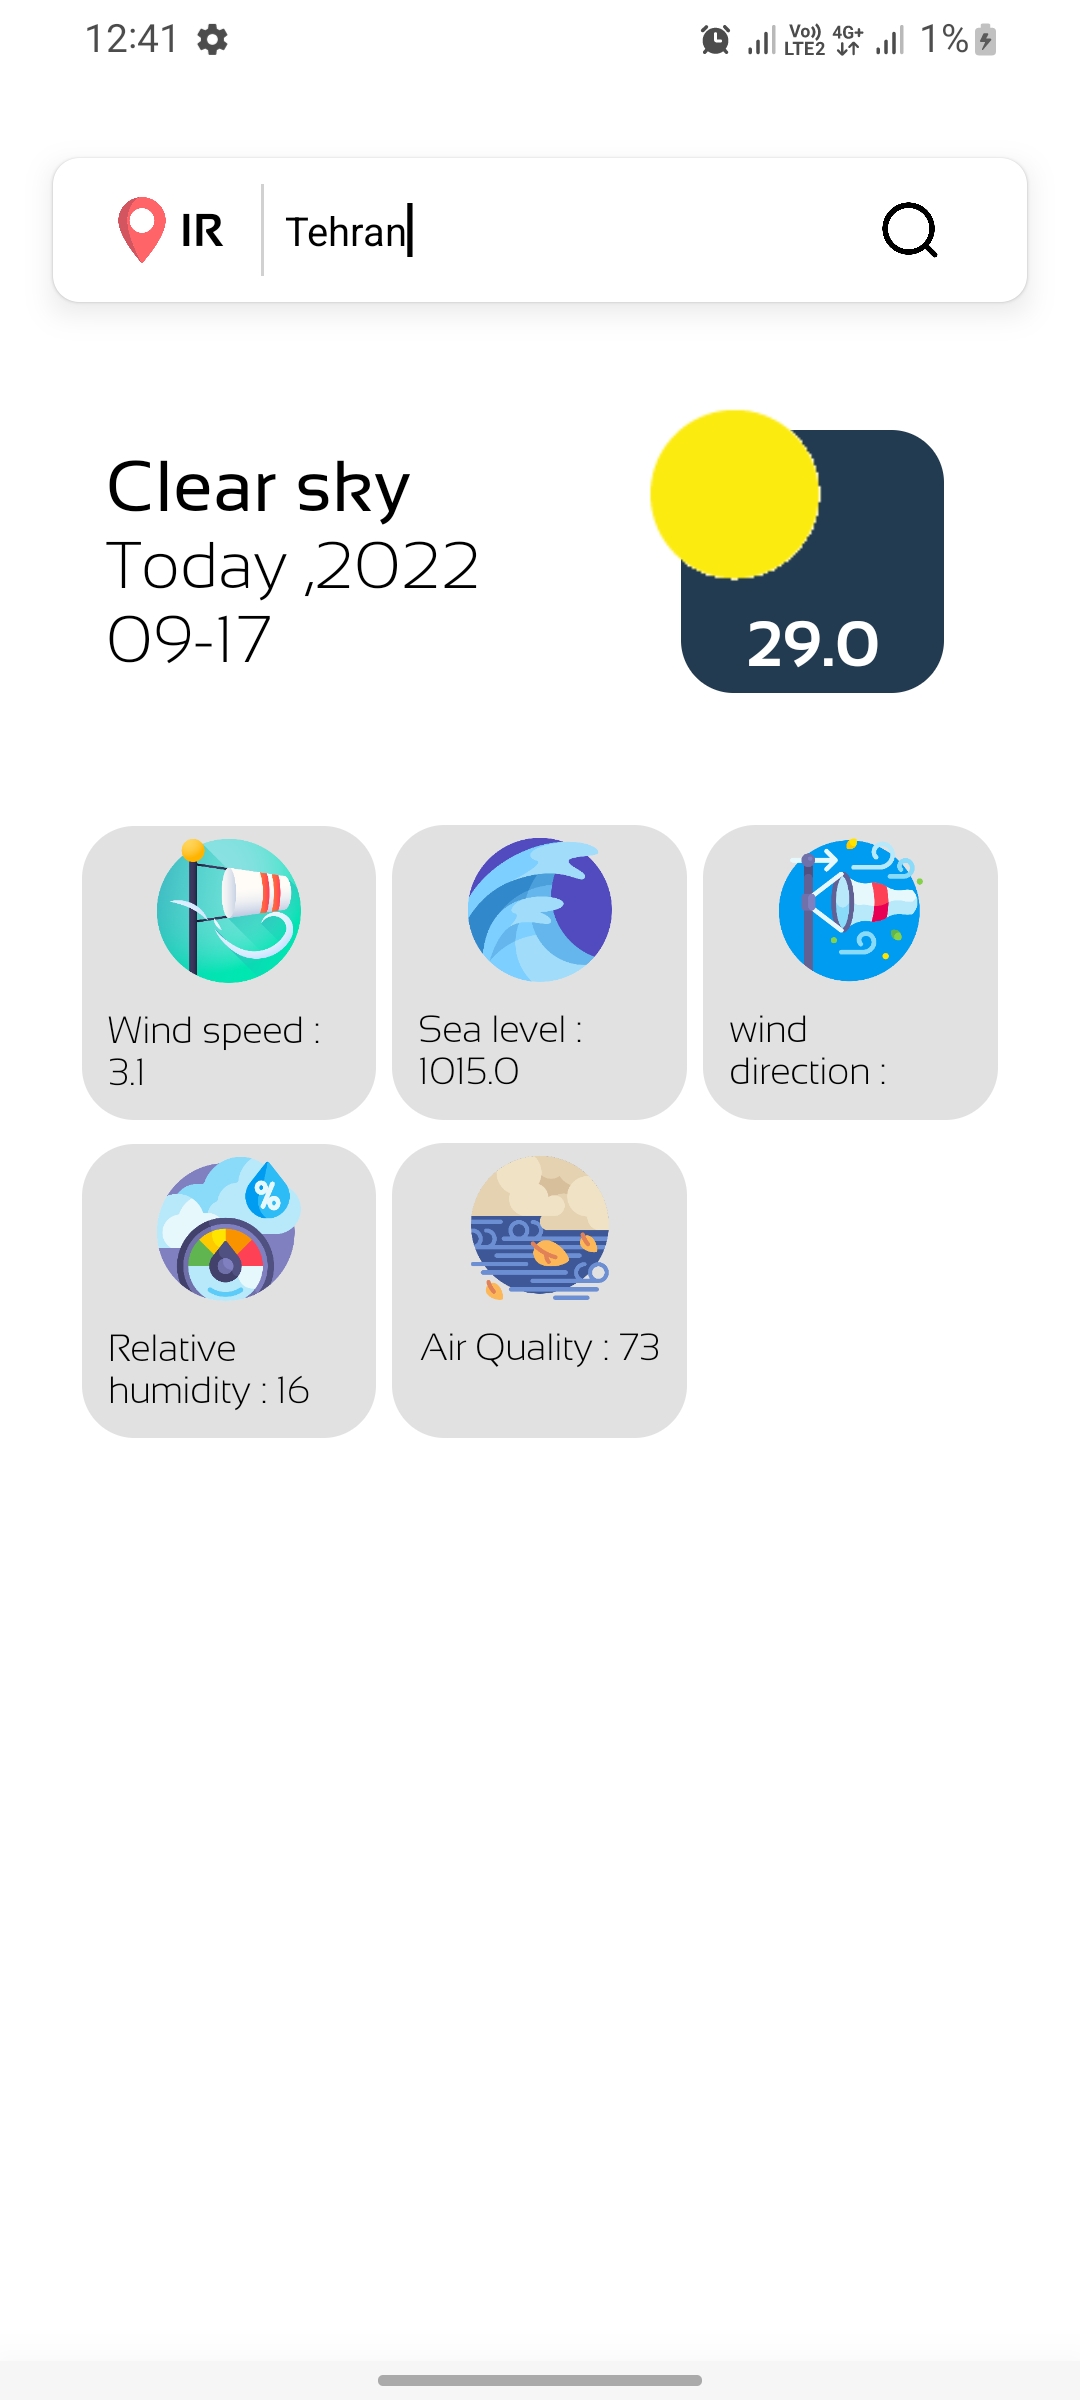 12:41
Vo)) LTE2 4G+ 1%
IR
Tehran
Clear sky
Today ,2022
09-17
29.0
Wind speed :
3.1
Sea level :
1015.0
wind
direction :
%
Relative
humidity : 16
Air Quality : 73